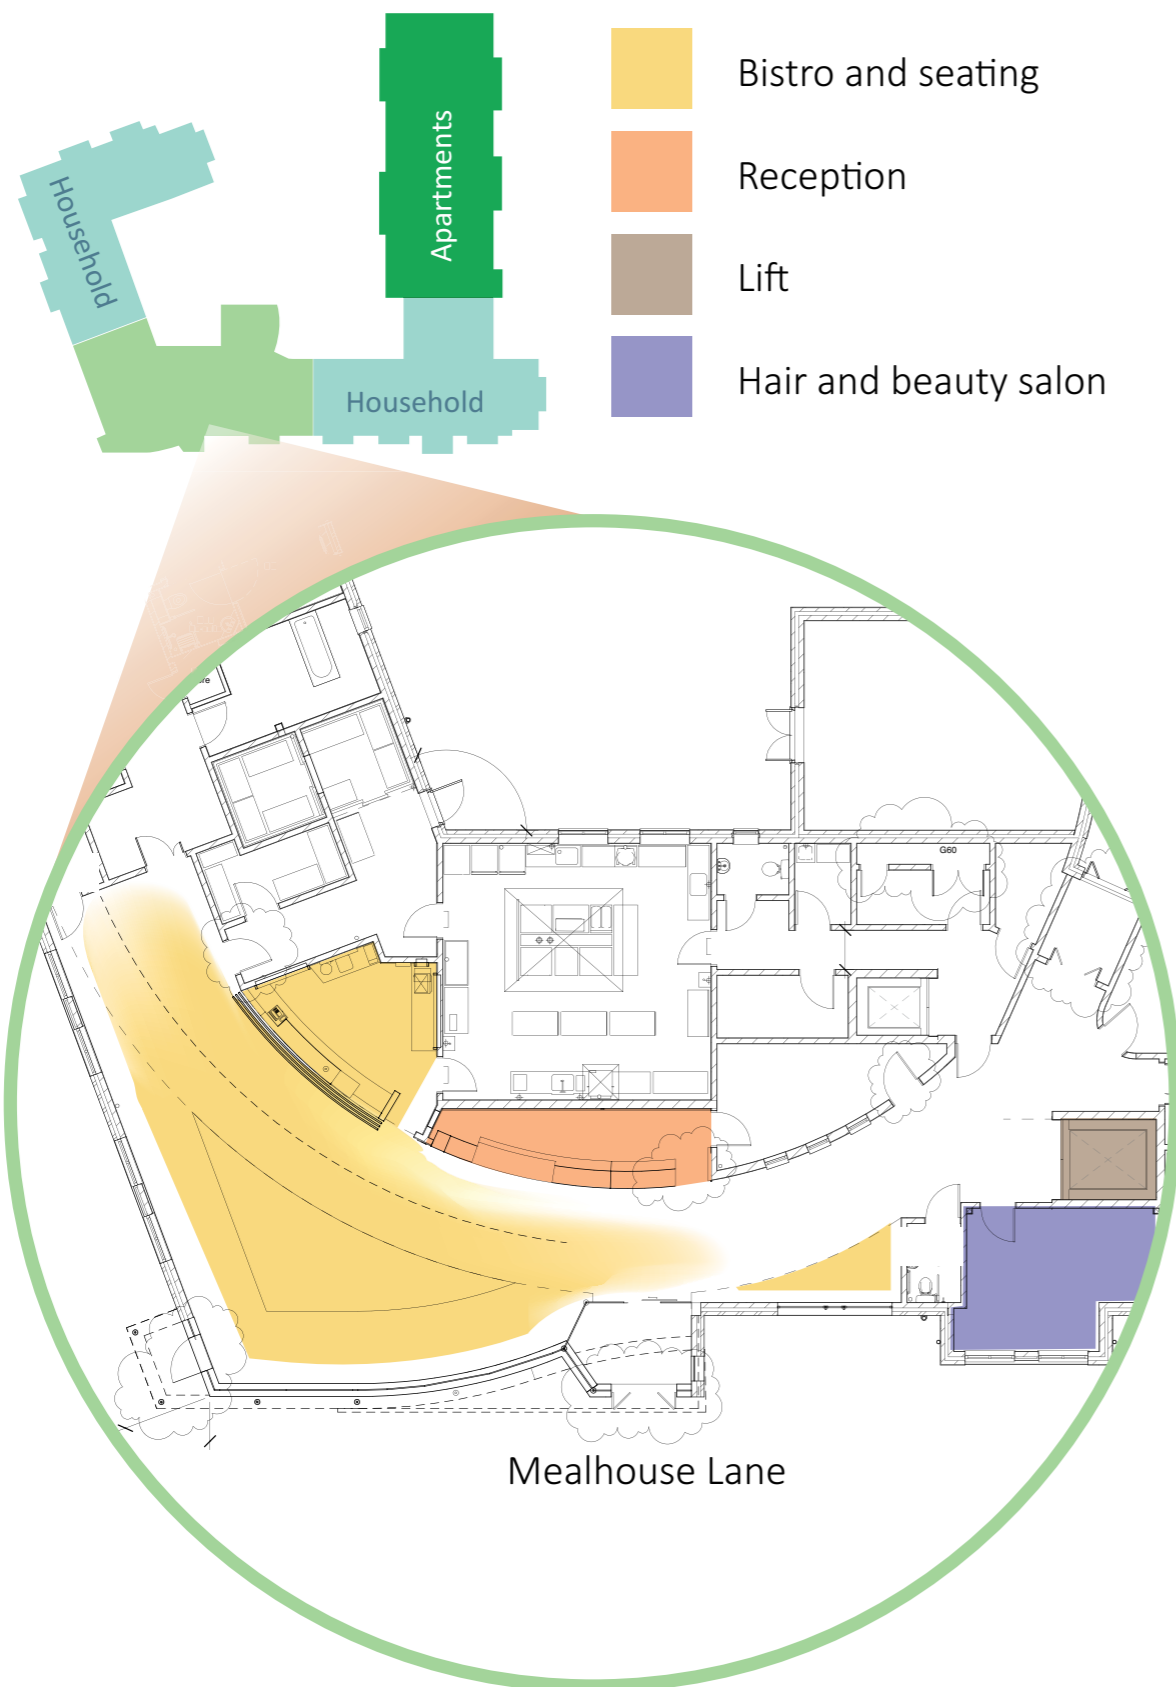 Bistro and seating
Reception
Lift
Hair and beauty salon
Apartments
Household
Household
G60
Mealhouse Lane